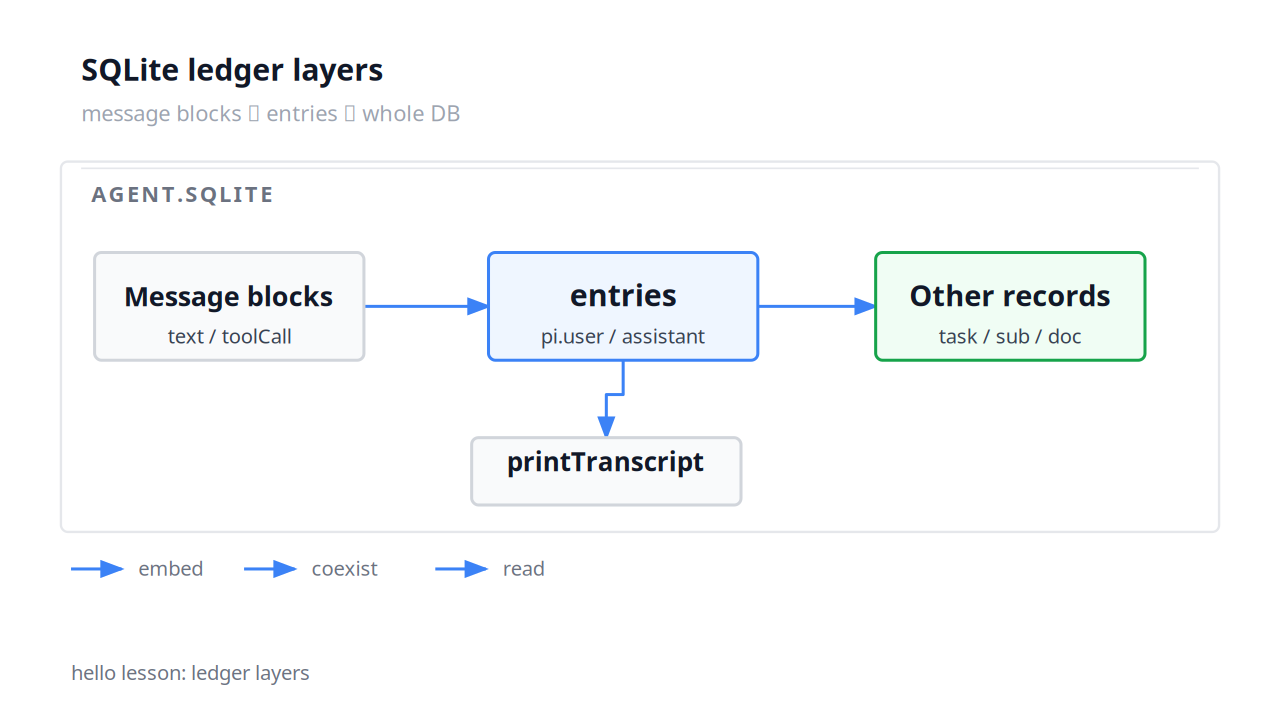 SQLite ledger layers
message blocks ▯ entries ▯ whole DB
AGENT.SQLITE
Message blocks
text / toolCall
entries
pi.user / assistant
Other records
task / sub / doc
printTranscript
embed
coexist
read
hello lesson: ledger layers